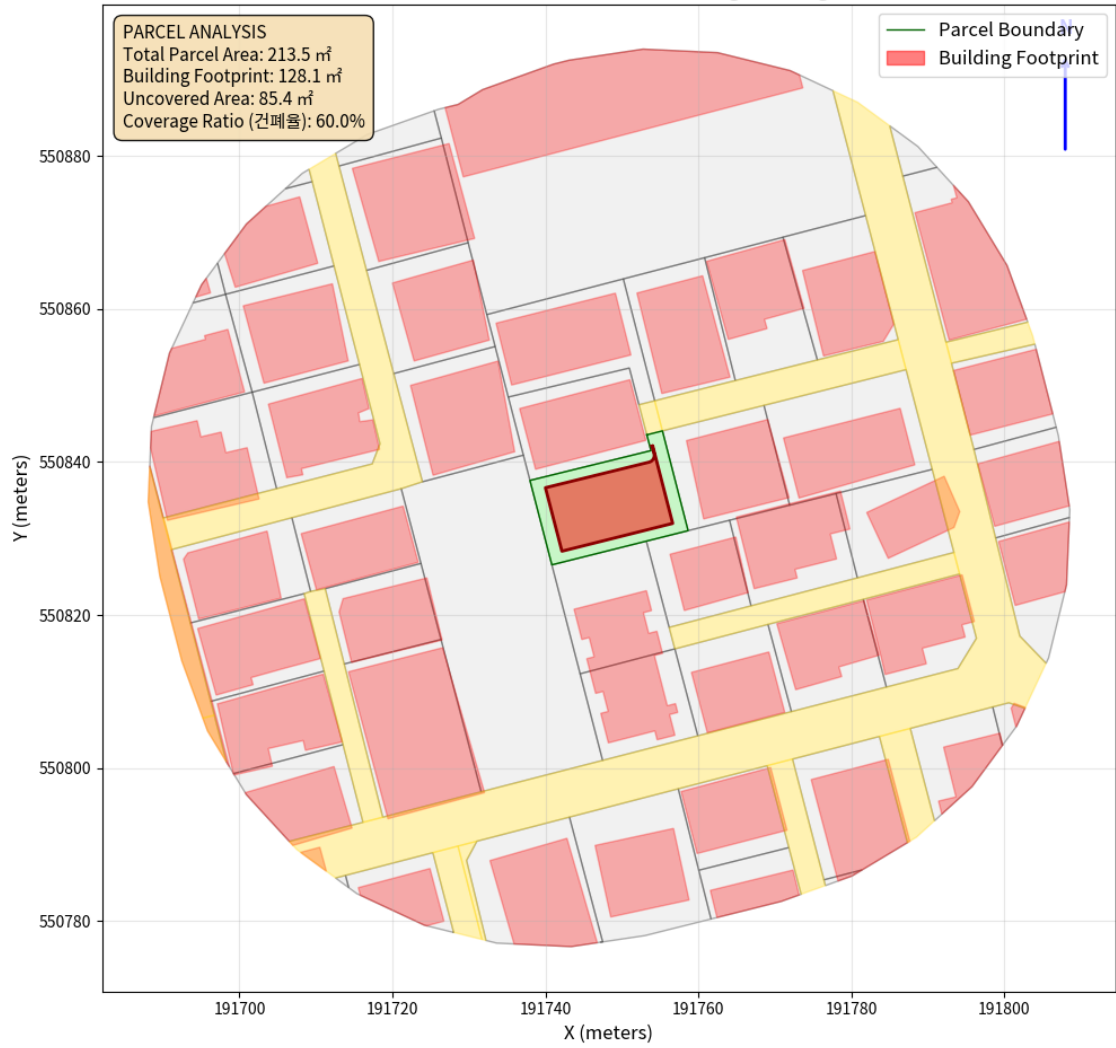 PARCEL ANALYSIS
Total Parcel Area: 213.5 ㎡
Building Footprint: 128.1 ㎡
Uncovered Area: 85.4 ㎡
Coverage Ratio (건폐율): 60.0%
Parcel Boundary
Building Footprint
N
550880
550860
550840
550820
550800
550780
Y (meters)
191700
191720
191740
191760
191780
191800
X (meters)